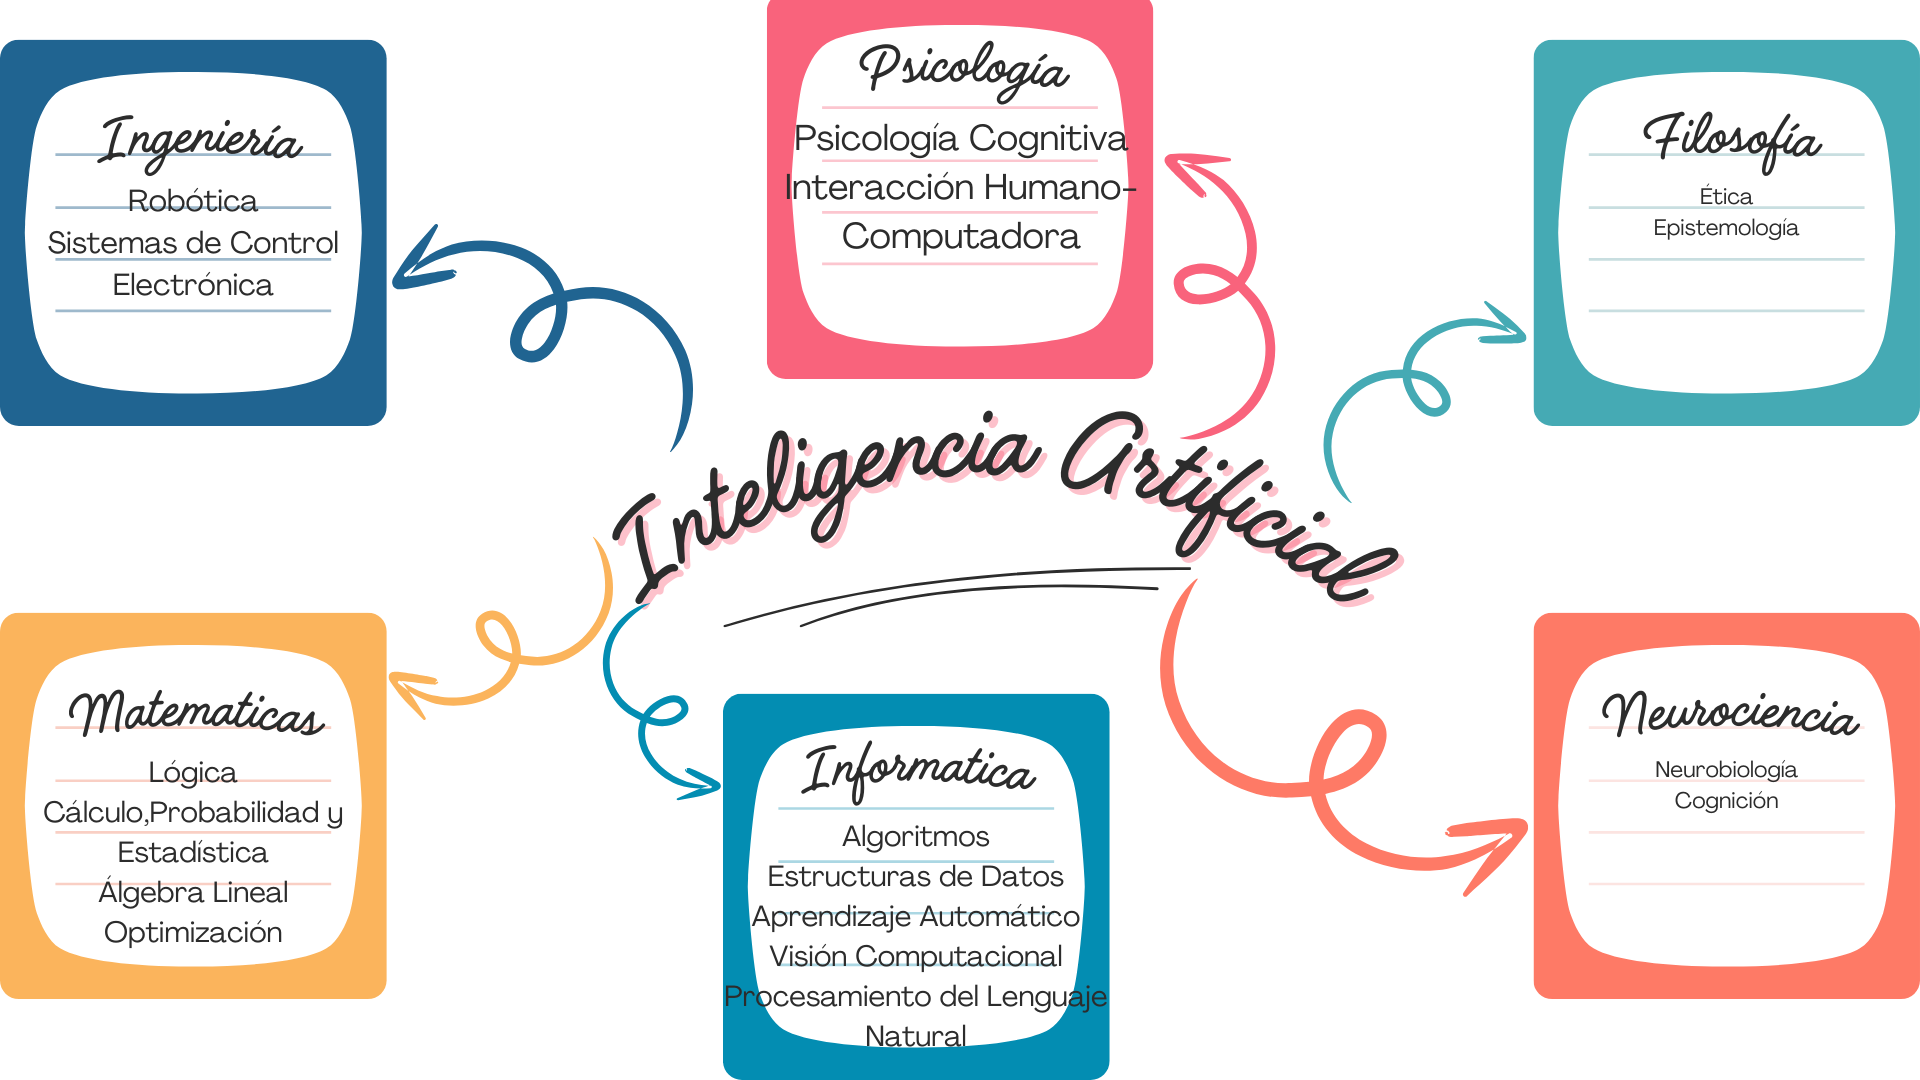 Psicología
Psicología Cognitiva
Interacción Humano-
Computadora
Ingeniería
Robótica
Sistemas de Control
Electrónica
Filosofía
Ética
Epistemología
Inteligencia Artificial
Matematicas
Lógica
Cálculo,Probabilidad y
Estadística
Álgebra Lineal
Optimización
Informatica
Algoritmos
Estructuras de Datos
Aprendizaje Automático
Visión Computacional
Procesamiento del Lenguaje
Natural
Neurociencia
Neurobiología
Cognición